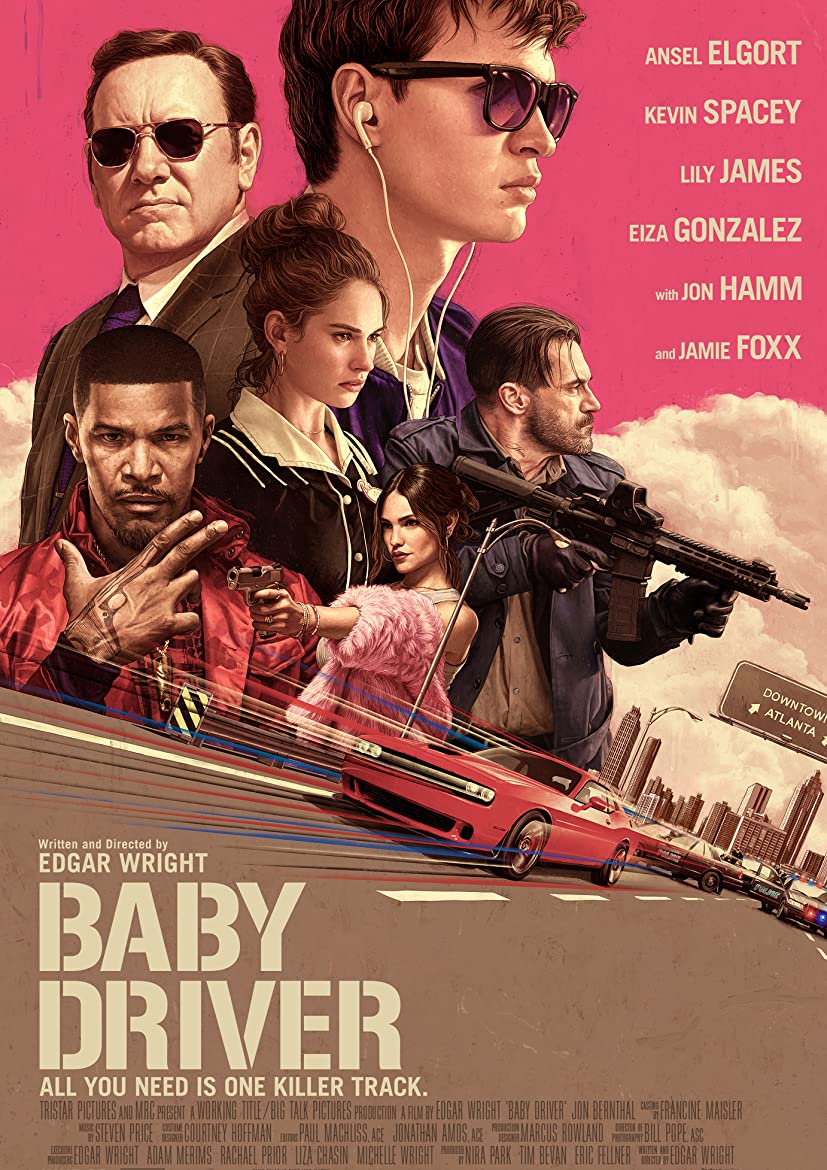 ANSEL ELGORT
KEVIN SPACEY
LILY JAMES
EIZA GONZALEZ
with JON HAMM
and JAMIE FOXX
DOWNTOWN
ATLANTA
Written and Directed by
EDGAR WRIGHT
BABY
DRIVER
ALL YOU NEED IS ONE KILLER TRACK.
TRISTAR PICTURES AND MRC PRESENT A WORKING TITLE/BIG TALK PICTURES PRODUCTION A FILM BY EDGAR WRIGHT "BABY DRIVER" JON BERNTHAL CASTING BY FRANCINE MAISLER
MUSIC BY STEVEN PRICE COSTUME DESIGNER COURTNEY HOFFMAN EDITORS PAUL MACHLISS, ACE JONATHAN AMOS, ACE PRODUCTION DESIGNER MARCUS ROWLAND DIRECTOR OF PHOTOGRAPHY BILL POPE, ASC
EXECUTIVE PRODUCERS EDGAR WRIGHT ADAM MERIMS RACHAEL PRIOR LIZA CHASIN MICHELLE WRIGHT PRODUCED BY NIRA PARK TIM BEVAN ERIC FELLNER WRITTEN AND DIRECTED BY EDGAR WRIGHT